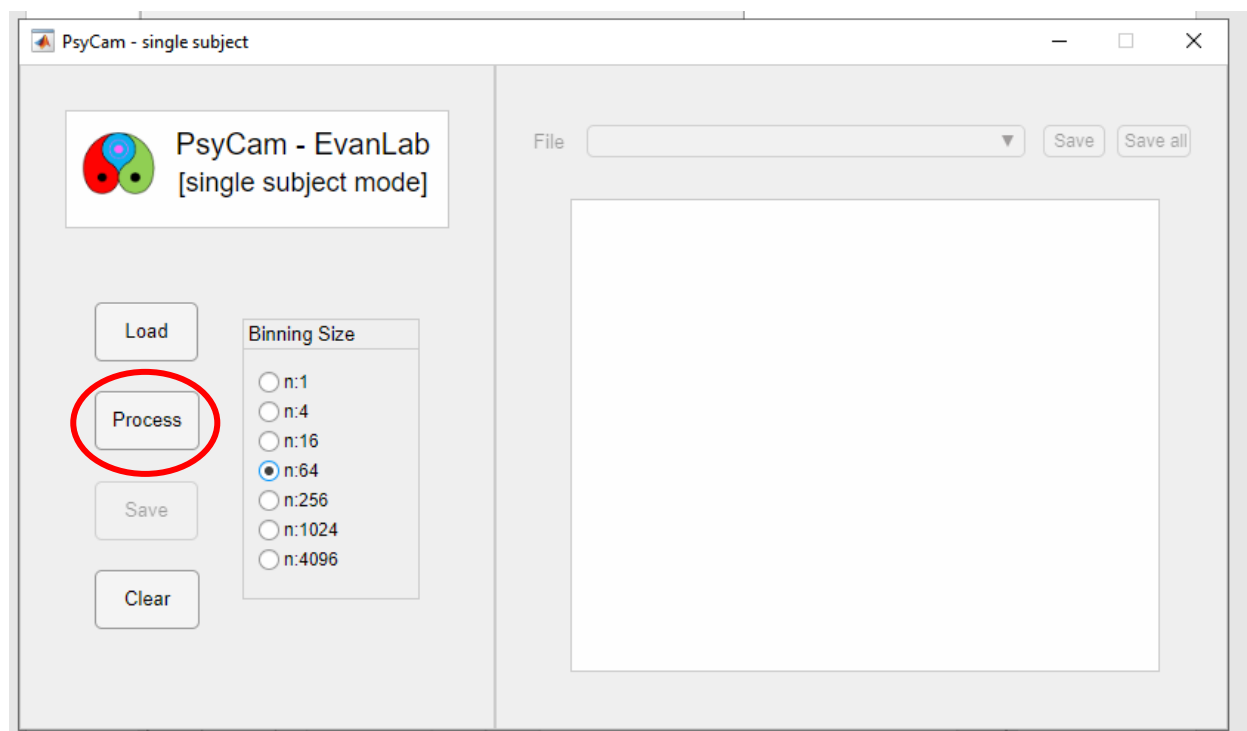 PsyCam - single subject
PsyCam - EvanLab
[single subject mode]
File
Save
Save all
Load
Process
Save
Clear
Binning Size
n:1
n:4
n:16
n:64
n:256
n:1024
n:4096